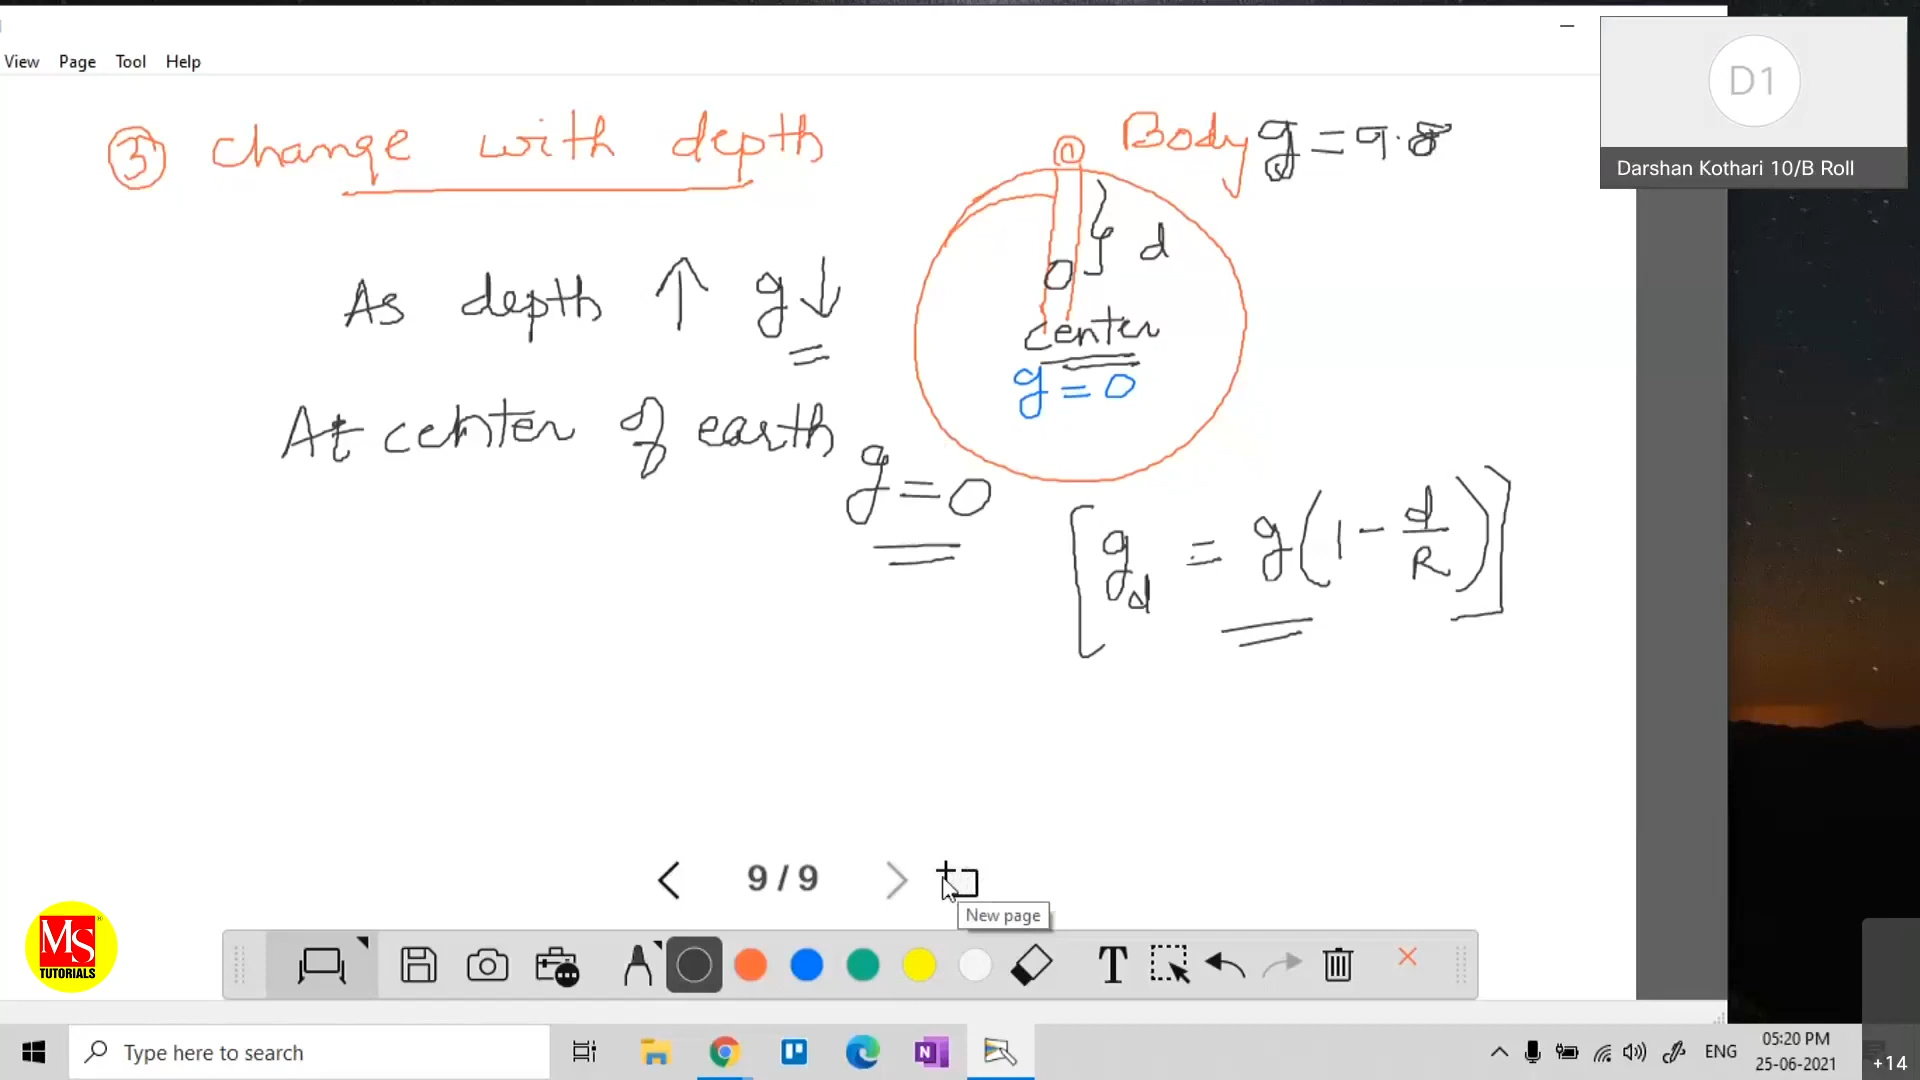 View Page Tool Help
D1
Darshan Kothari 10/B Roll
③ Change with depth
Body g = 9.8
d
As depth ↑ g ↓
center
g = 0
At center of earth
g = 0
[g_d = g(1 - d/R)]
9 / 9
New page
MS
TUTORIALS
T
Type here to search
N
ENG
05:20 PM
25-06-2021
+14